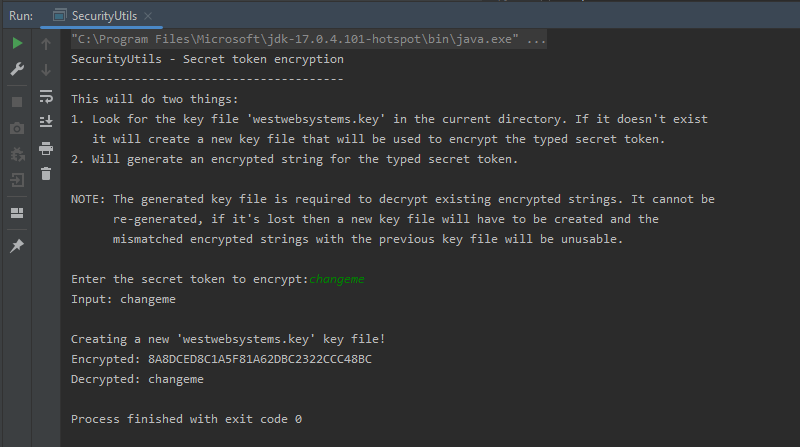 Run: SecurityUtils
"C:\Program Files\Microsoft\jdk-17.0.4.101-hotspot\bin\java.exe" ...
SecurityUtils - Secret token encryption
---------------------------------------
This will do two things:
1. Look for the key file 'westwebsystems.key' in the current directory. If it doesn't exist
it will create a new key file that will be used to encrypt the typed secret token.
2. Will generate an encrypted string for the typed secret token.
NOTE: The generated key file is required to decrypt existing encrypted strings. It cannot be
re-generated, if it's lost then a new key file will have to be created and the
mismatched encrypted strings with the previous key file will be unusable.
Enter the secret token to encrypt:changeme
Input: changeme
Creating a new 'westwebsystems.key' key file!
Encrypted: 8A8DCED8C1A5F81A62DBC2322CCC48BC
Decrypted: changeme
Process finished with exit code 0